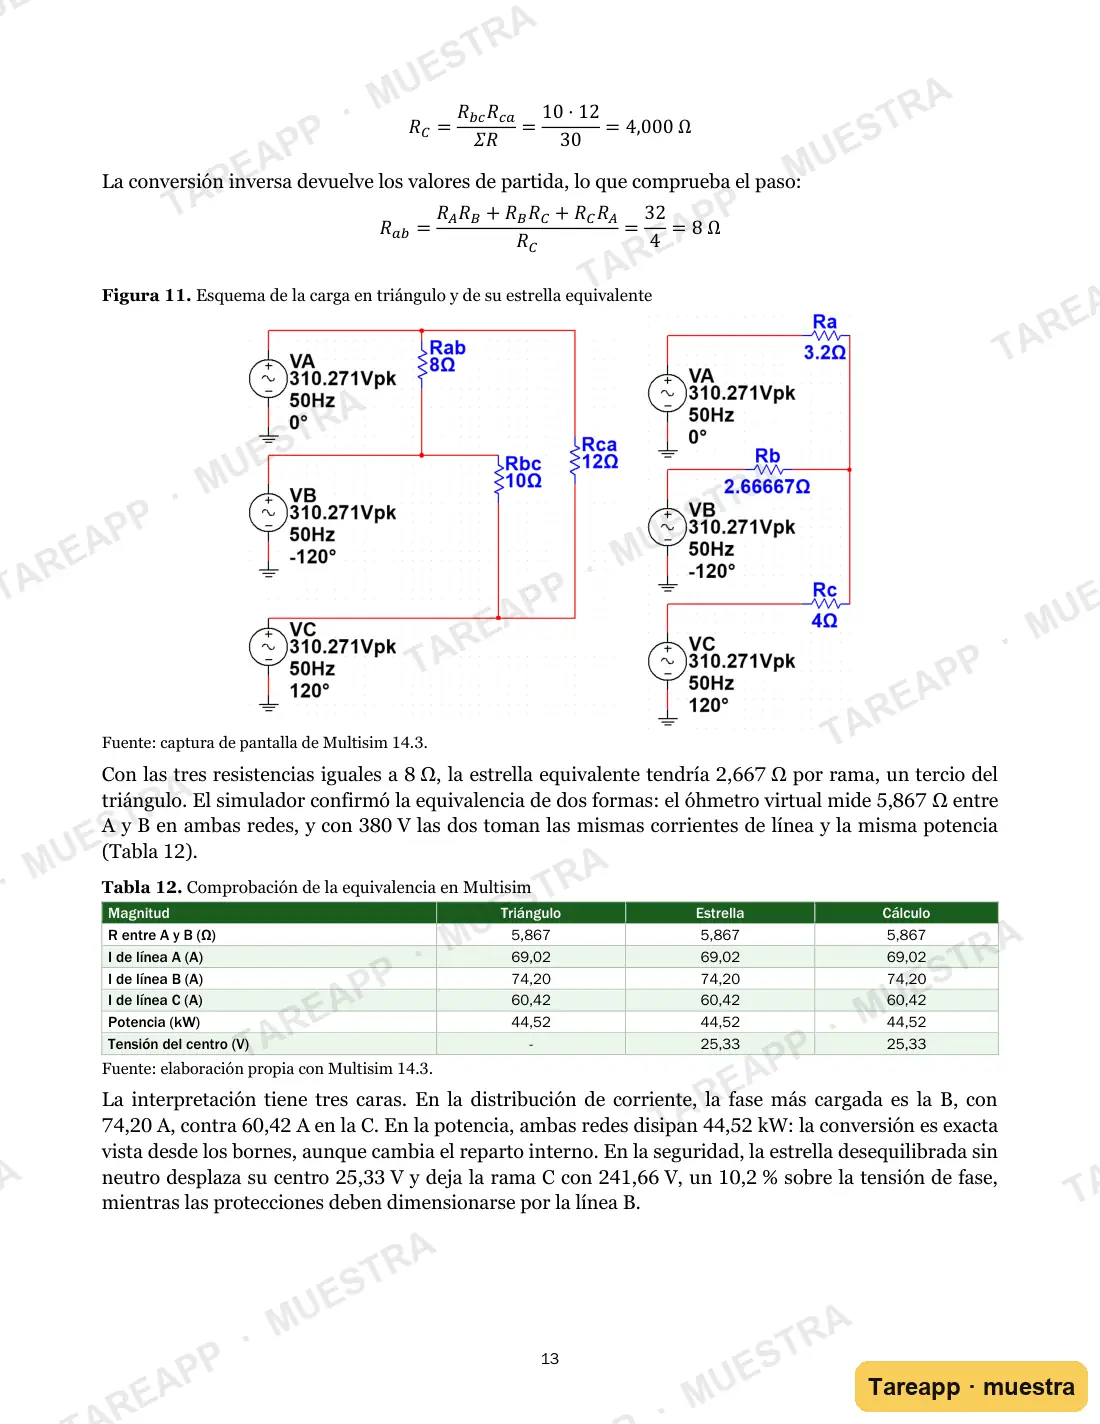 R_C = R_bc R_ca / ΣR = 10 · 12 / 30 = 4,000 Ω
La conversión inversa devuelve los valores de partida, lo que comprueba el paso:
R_ab = R_A R_B + R_B R_C + R_C R_A / R_C = 32 / 4 = 8 Ω
Figura 11. Esquema de la carga en triángulo y de su estrella equivalente
VA
310.271Vpk
50Hz
0°
Rab
8Ω
VB
310.271Vpk
50Hz
-120°
Rbc
10Ω
Rca
12Ω
VC
310.271Vpk
50Hz
120°
Ra
3.2Ω
VA
310.271Vpk
50Hz
0°
Rb
2.66667Ω
VB
310.271Vpk
50Hz
-120°
Rc
4Ω
VC
310.271Vpk
50Hz
120°
Fuente: captura de pantalla de Multisim 14.3.
Con las tres resistencias iguales a 8 Ω, la estrella equivalente tendría 2,667 Ω por rama, un tercio del
triángulo. El simulador confirmó la equivalencia de dos formas: el óhmetro virtual mide 5,867 Ω entre
A y B en ambas redes, y con 380 V las dos toman las mismas corrientes de línea y la misma potencia
(Tabla 12).
Tabla 12. Comprobación de la equivalencia en Multisim
Magnitud Triángulo Estrella Cálculo
R entre A y B (Ω) 5,867 5,867 5,867
I de línea A (A) 69,02 69,02 69,02
I de línea B (A) 74,20 74,20 74,20
I de línea C (A) 60,42 60,42 60,42
Potencia (kW) 44,52 44,52 44,52
Tensión del centro (V) - 25,33 25,33
Fuente: elaboración propia con Multisim 14.3.
La interpretación tiene tres caras. En la distribución de corriente, la fase más cargada es la B, con
74,20 A, contra 60,42 A en la C. En la potencia, ambas redes disipan 44,52 kW: la conversión es exacta
vista desde los bornes, aunque cambia el reparto interno. En la seguridad, la estrella desequilibrada sin
neutro desplaza su centro 25,33 V y deja la rama C con 241,66 V, un 10,2 % sobre la tensión de fase,
mientras las protecciones deben dimensionarse por la línea B.
13
Tareapp · muestra
TAREAPP · MUESTRA